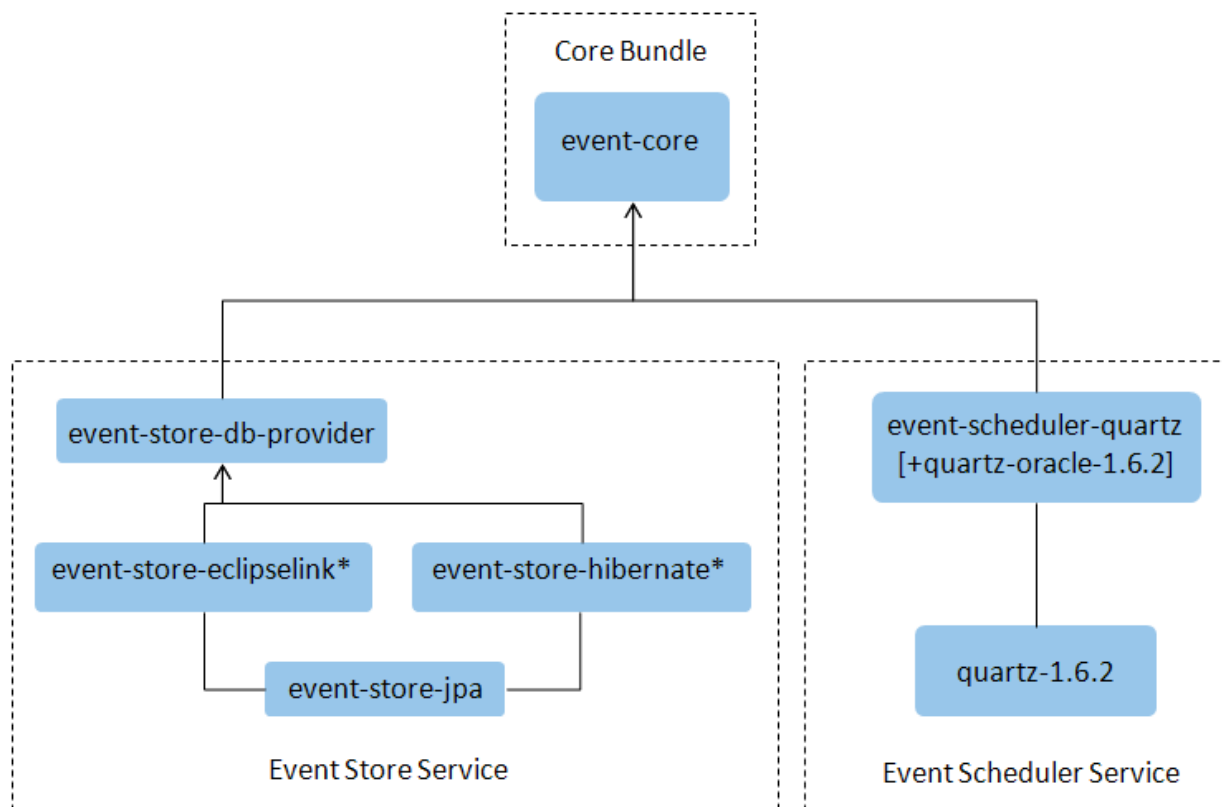 Core Bundle
event-core
event-store-db-provider
event-scheduler-quartz
[+quartz-oracle-1.6.2]
event-store-eclipselink*
event-store-hibernate*
event-store-jpa
quartz-1.6.2
Event Store Service
Event Scheduler Service